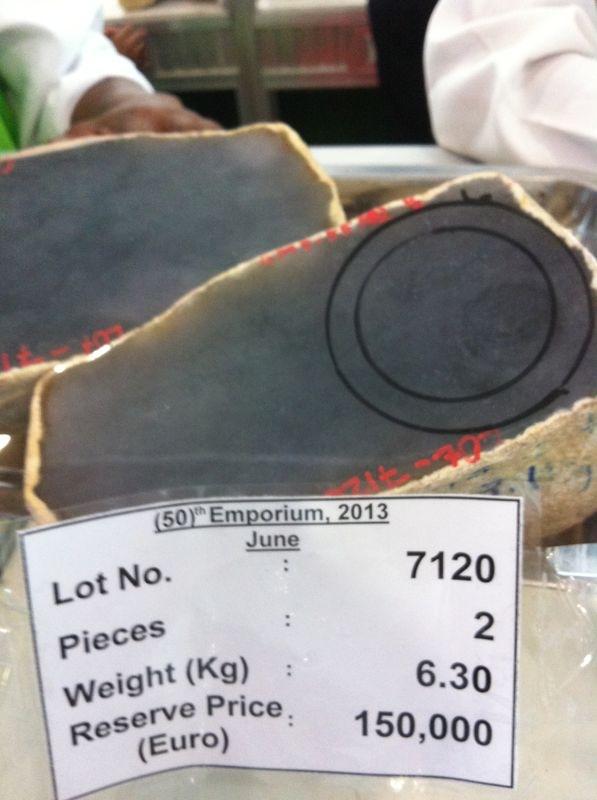 (50)th Emporium, 2013
June
Lot No. : 7120
Pieces : 2
Weight (Kg) : 6.30
Reserve Price : 150,000
(Euro)